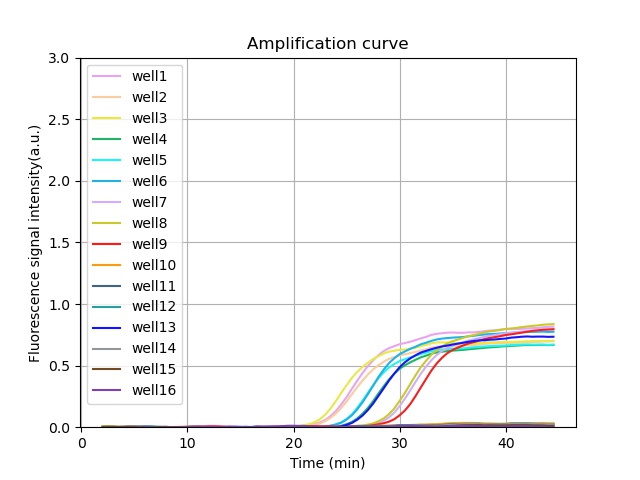 Amplification curve
3.0
2.5
2.0
1.5
1.0
0.5
0.0
Fluorescence signal intensity(a.u.)
well1
well2
well3
well4
well5
well6
well7
well8
well9
well10
well11
well12
well13
well14
well15
well16
0 10 20 30 40
Time (min)